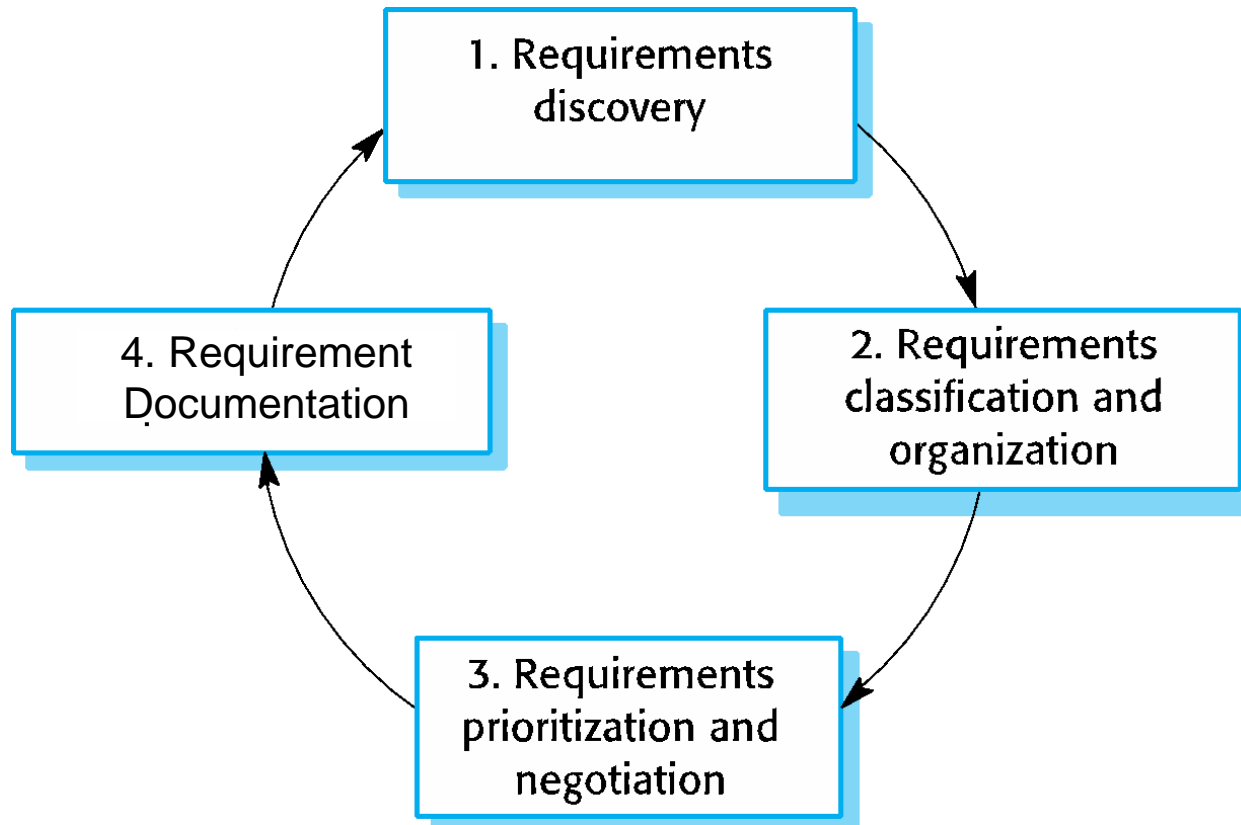 1. Requirements
discovery
2. Requirements
classification and
organization
3. Requirements
prioritization and
negotiation
4. Requirement
Documentation